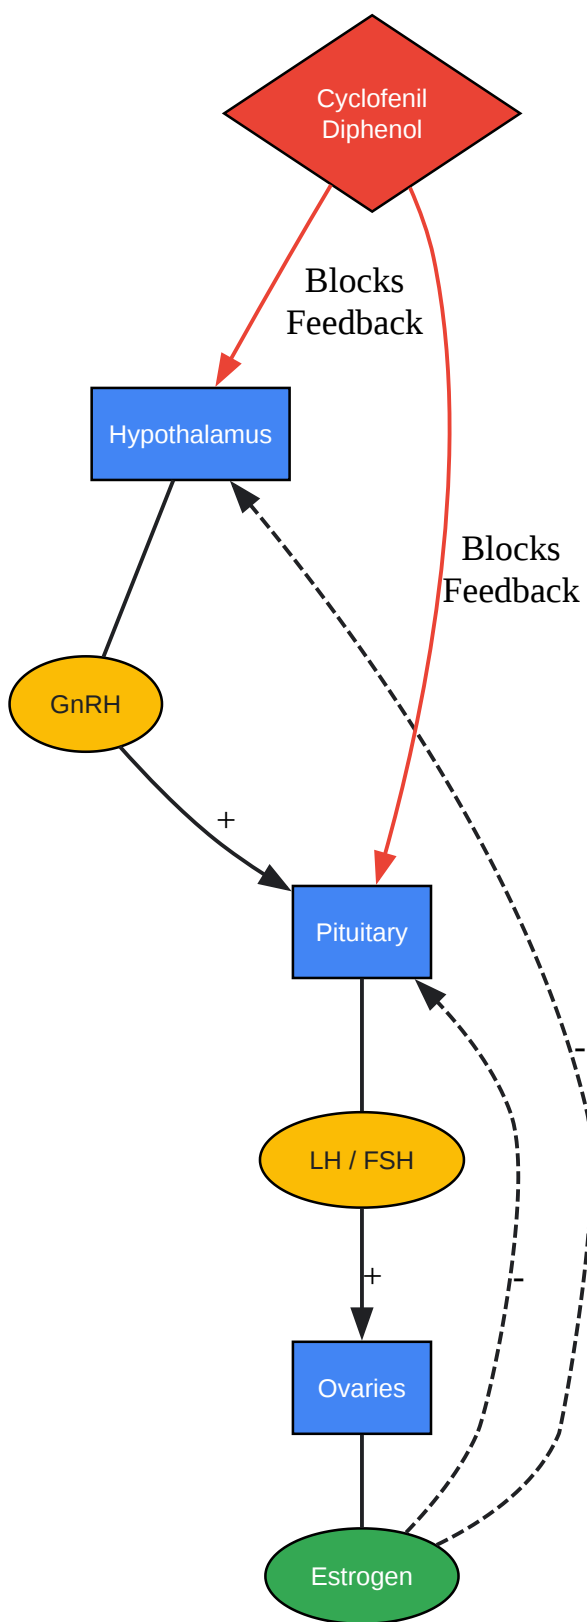 Cyclofenil
Diphenol
Blocks
Feedback
Hypothalamus
Blocks
Feedback
GnRH
+
Pituitary
-
LH / FSH
+
-
Ovaries
Estrogen